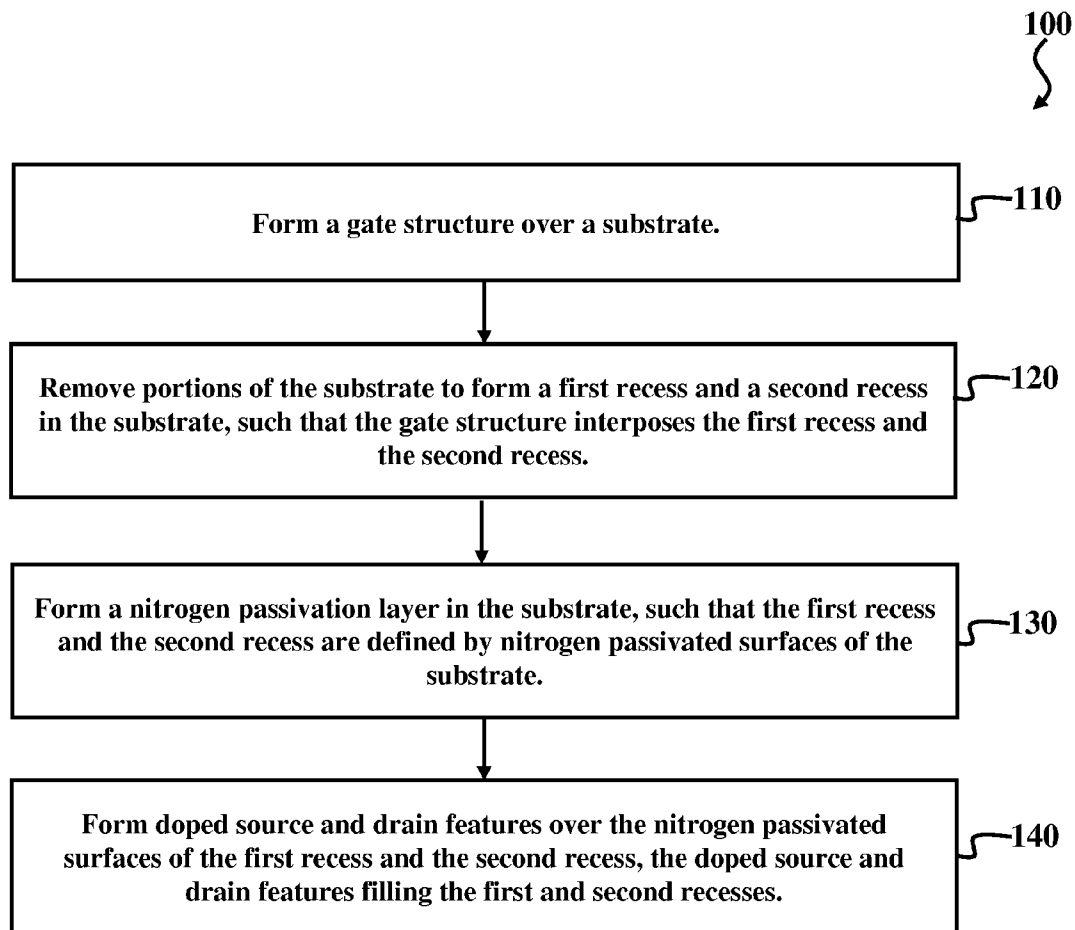 100
Form a gate structure over a substrate.
110
Remove portions of the substrate to form a first recess and a second recess
in the substrate, such that the gate structure interposes the first recess and
the second recess.
120
Form a nitrogen passivation layer in the substrate, such that the first recess
and the second recess are defined by nitrogen passivated surfaces of the
substrate.
130
Form doped source and drain features over the nitrogen passivated
surfaces of the first recess and the second recess, the doped source and
drain features filling the first and second recesses.
140